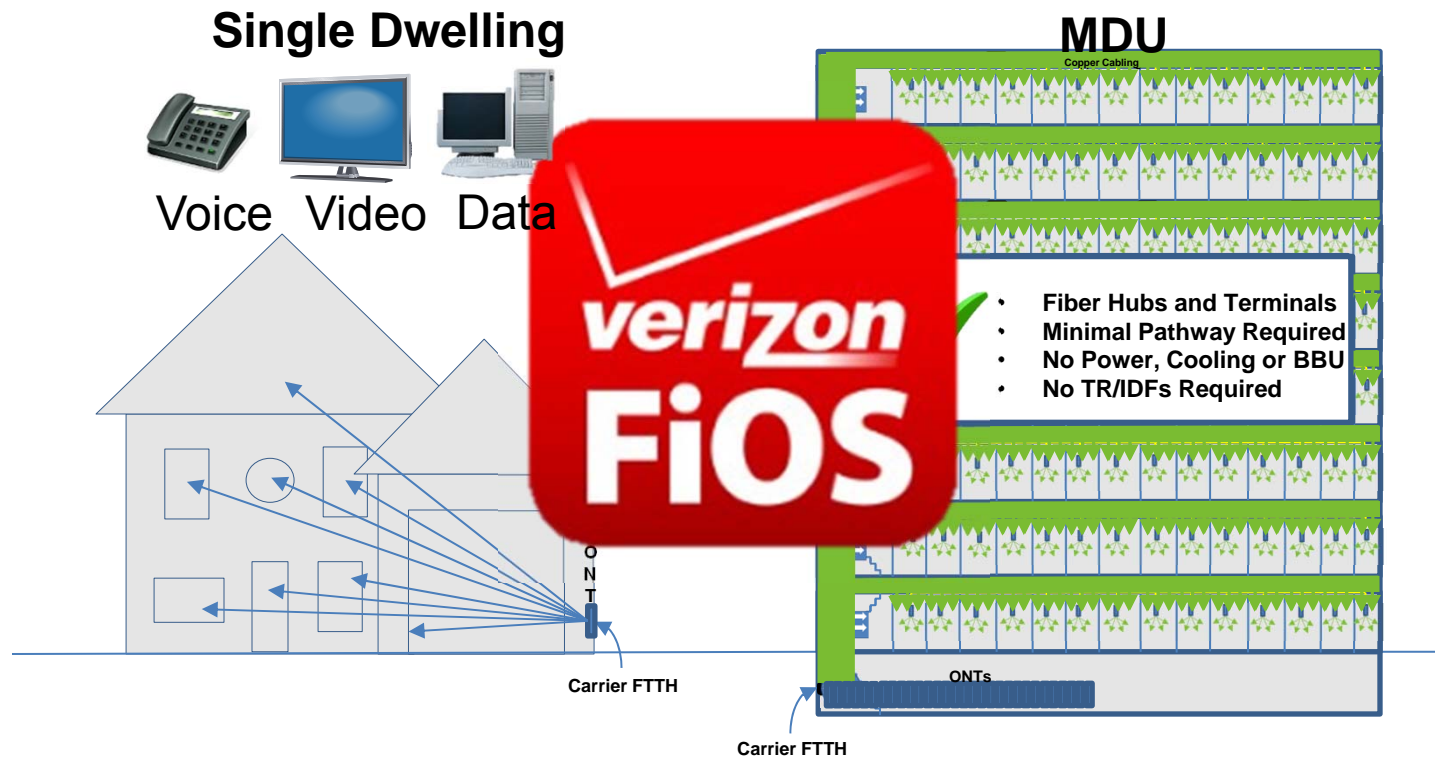 Single Dwelling
MDU
Copper Cabling
Voice Video Data
verizon
FiOS
• Fiber Hubs and Terminals
• Minimal Pathway Required
• No Power, Cooling or BBU
• No TR/IDFs Required
O
N
T
Carrier FTTH
ONTs
Carrier FTTH